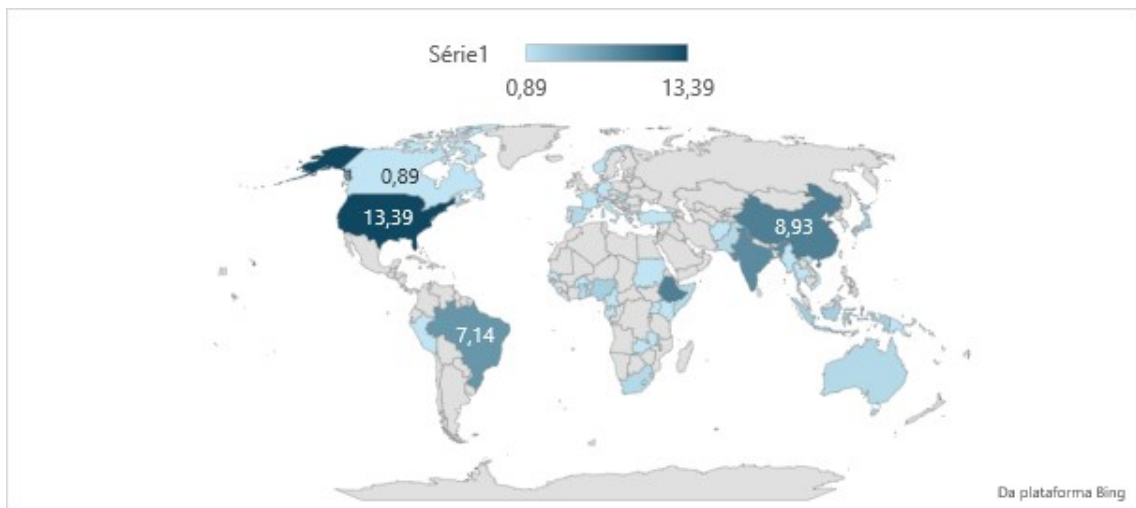 Série1
0,89 13,39
0,89
13,39
8,93
7,14
Da plataforma Bing